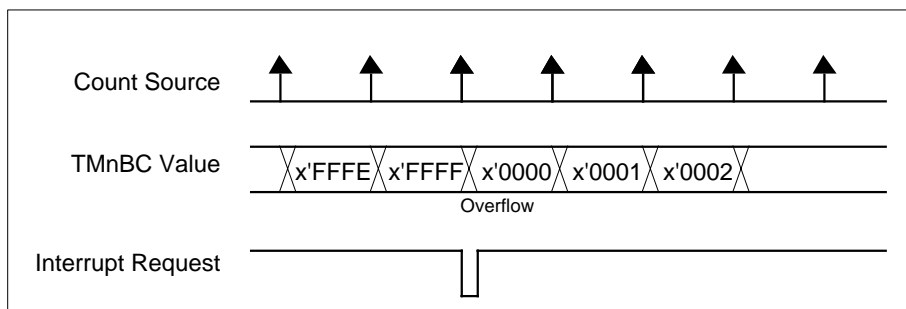 Count Source
TMnBC Value
x'FFFE x'FFFF x'0000 x'0001 x'0002
Overflow
Interrupt Request